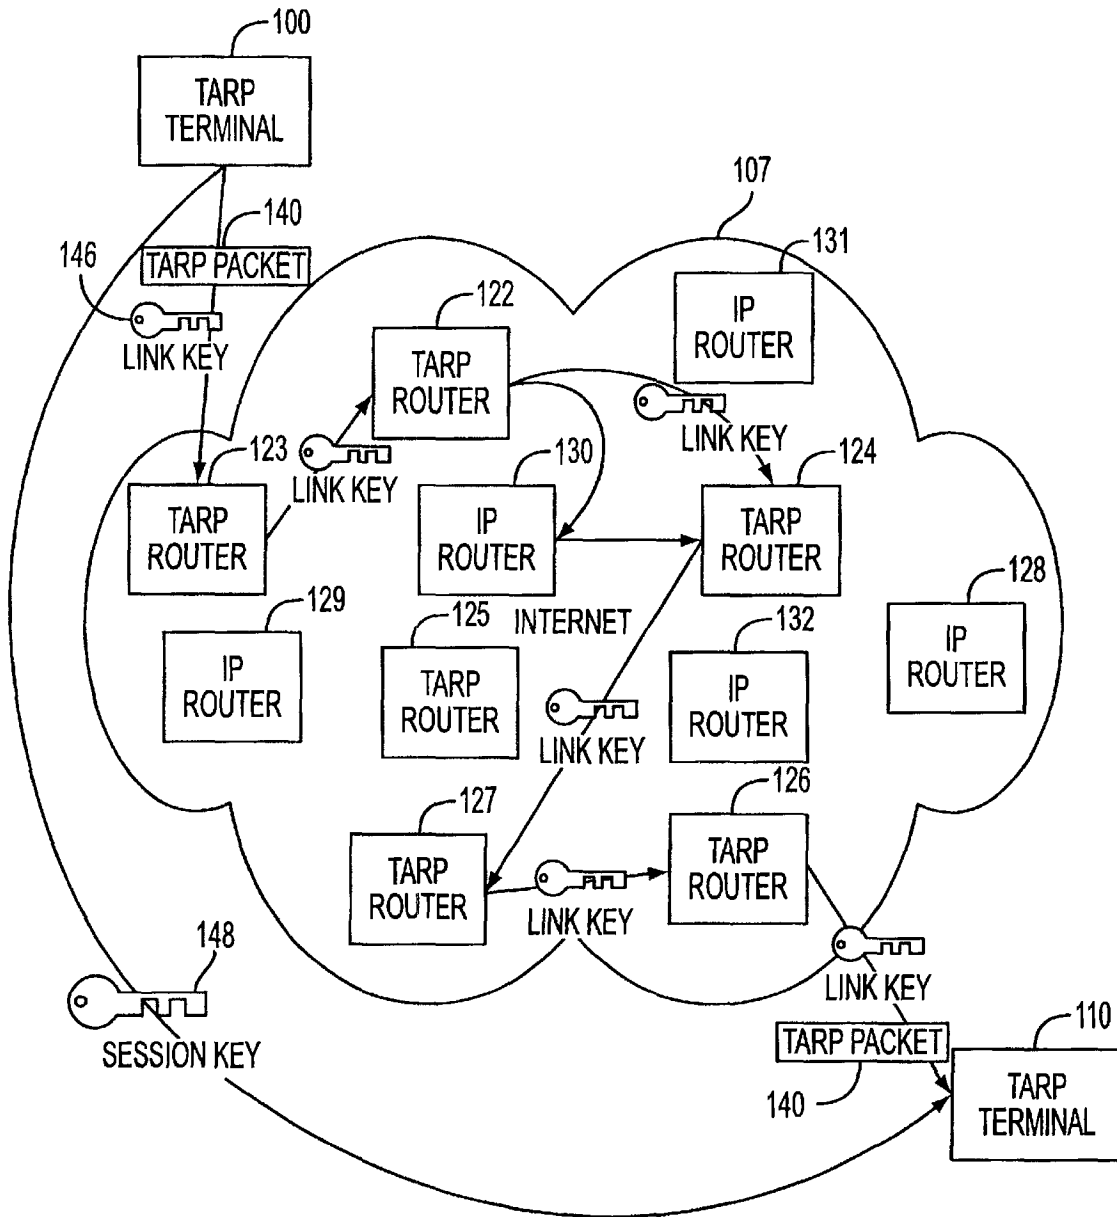 100
TARP
TERMINAL
107
140
131
146
TARP PACKET
122
IP
ROUTER
LINK KEY
TARP
ROUTER
LINK KEY
123
130
124
LINK KEY
TARP
ROUTER
IP
ROUTER
TARP
ROUTER
129
125
INTERNET
132
128
IP
ROUTER
TARP
ROUTER
IP
ROUTER
IP
ROUTER
LINK KEY
127
126
TARP
ROUTER
TARP
ROUTER
LINK KEY
148
LINK KEY
SESSION KEY
110
TARP PACKET
140
TARP
TERMINAL